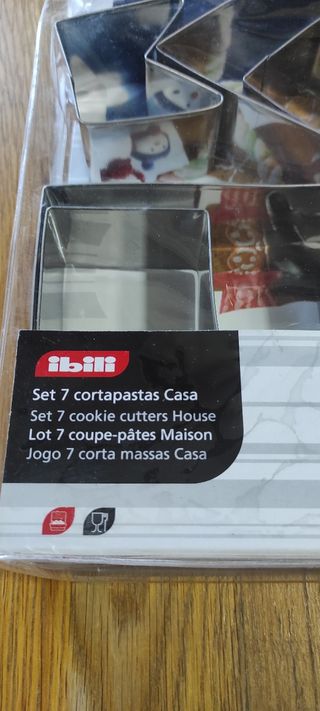 ibili
Set 7 cortapastas Casa
Set 7 cookie cutters House
Lot 7 coupe-pâtes Maison
Jogo 7 corta massas Casa